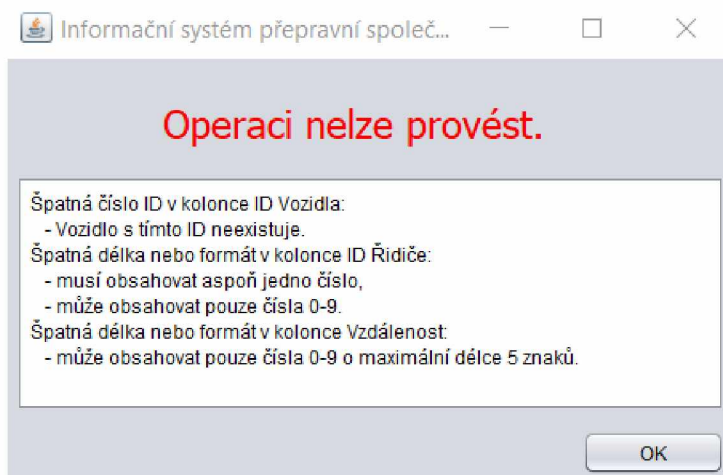 Informační systém přepravní společ...
Operaci nelze provést.
Špatná číslo ID v kolonce ID Vozidla:
- Vozidlo s tímto ID neexistuje.
Špatná délka nebo formát v kolonce ID Řidiče:
- musí obsahovat aspoň jedno číslo,
- může obsahovat pouze čísla 0-9.
Špatná délka nebo formát v kolonce Vzdálenost:
- může obsahovat pouze čísla 0-9 o maximální délce 5 znaků.
OK